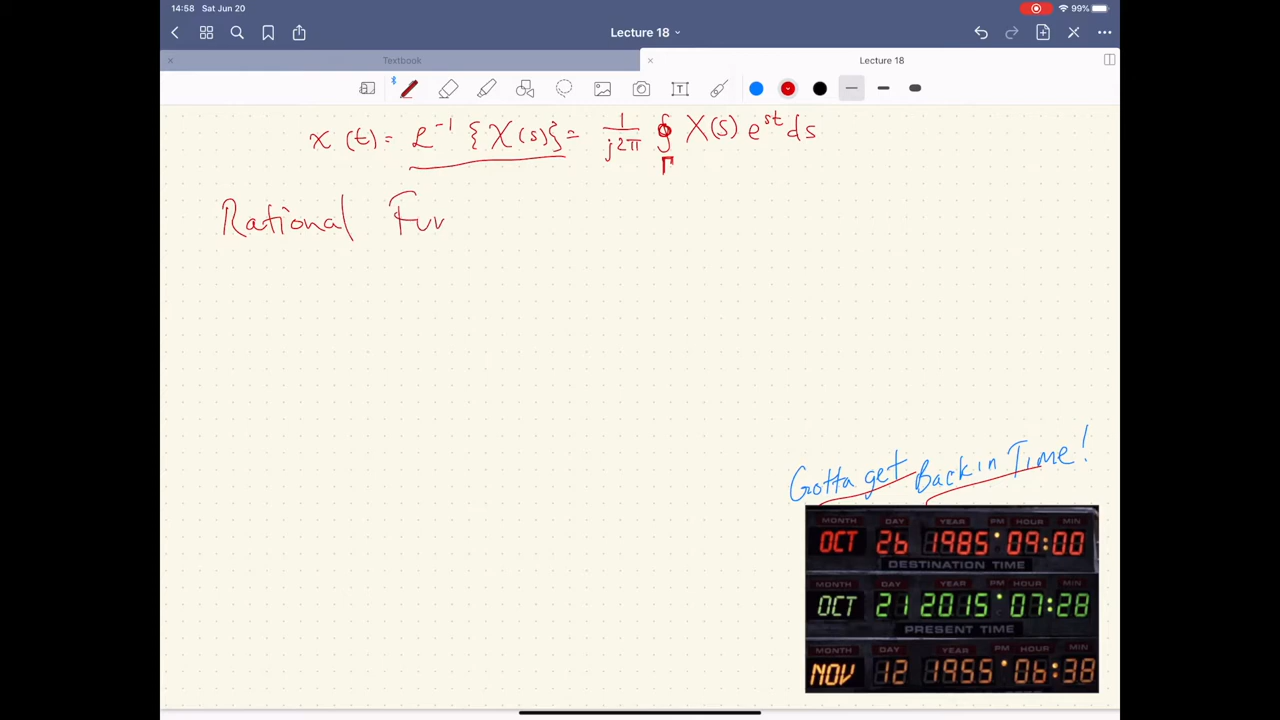 14:58 Sat Jun 20
99%
Lecture 18
Textbook
Lecture 18
x(t) = ℒ⁻¹{X(s)} = 1/j2π ∮_Γ X(s) eˢᵗ ds
Rational Fun
Gotta get Back in Time!
MONTH DAY YEAR PM HOUR MIN
OCT 26 1985 09:00
DESTINATION TIME
MONTH DAY YEAR PM HOUR MIN
OCT 21 2015 07:28
PRESENT TIME
MONTH DAY YEAR PM HOUR MIN
NOV 12 1955 06:38